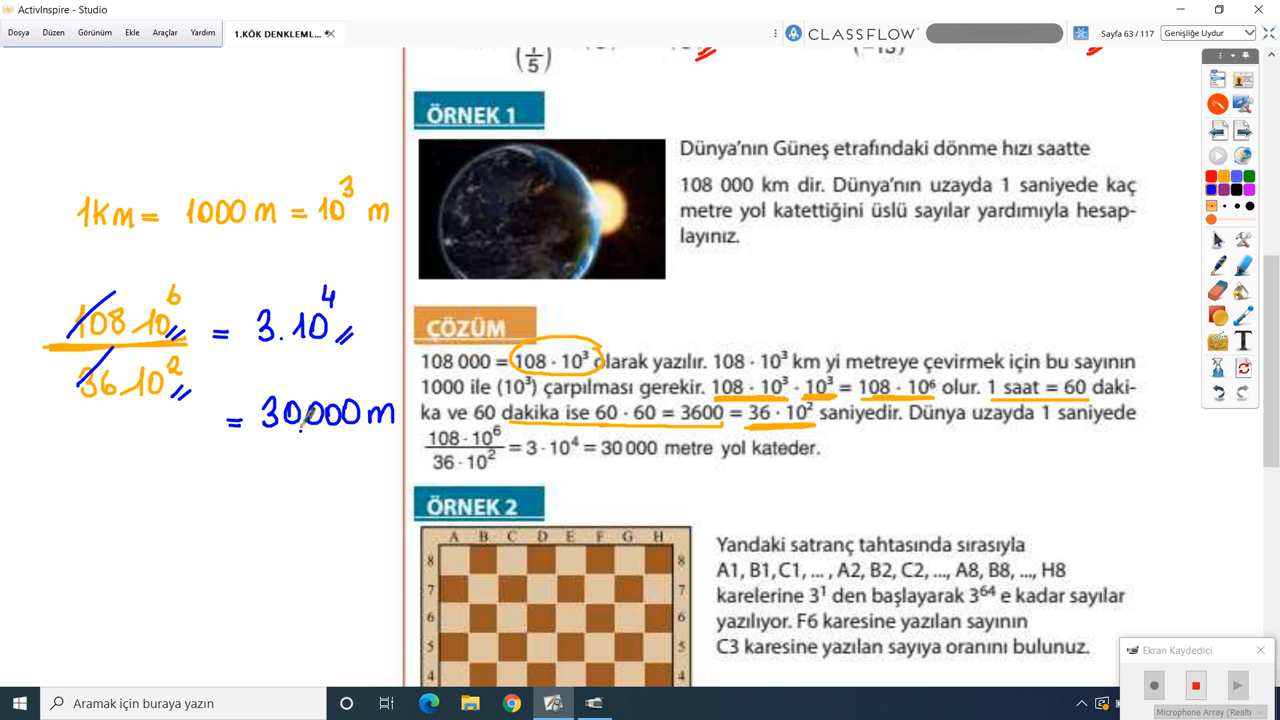 ActivInspire - Studio
Dosya Düzen Görünüm Ekle Araçlar Yardım
1.KÖK DENKLEML...
CLASSFLOW
Sayfa 63 / 117
Genişliğe Uydur
ÖRNEK 1
Dünya'nın Güneş etrafındaki dönme hızı saatte
108 000 km dir. Dünya'nın uzayda 1 saniyede kaç
metre yol katettiğini üslü sayılar yardımıyla hesap-
layınız.
1km = 1000 m = 10³ m
108 . 10⁶ / 36 . 10² = 3 . 10⁴
= 30.000 m
ÇÖZÜM
108 000 = 108 · 10³ olarak yazılır. 108 · 10³ km yi metreye çevirmek için bu sayının
1000 ile (10³) çarpılması gerekir. 108 · 10³ · 10³ = 108 · 10⁶ olur. 1 saat = 60 daki-
ka ve 60 dakika ise 60 · 60 = 3600 = 36 · 10² saniyedir. Dünya uzayda 1 saniyede
108 · 10⁶ / 36 · 10² = 3 · 10⁴ = 30 000 metre yol kateder.
ÖRNEK 2
A B C D E F G H
8 8
7 7
6 6
5 5
4 4
Yandaki satranç tahtasında sırasıyla
A1, B1, C1, ... , A2, B2, C2, ..., A8, B8, ..., H8
karelerine 3¹ den başlayarak 3⁶⁴ e kadar sayılar
yazılıyor. F6 karesine yazılan sayının
C3 karesine yazılan sayıya oranını bulunuz.
Ekran Kaydedici
Microphone Array (Realte
Aramak için buraya yazın